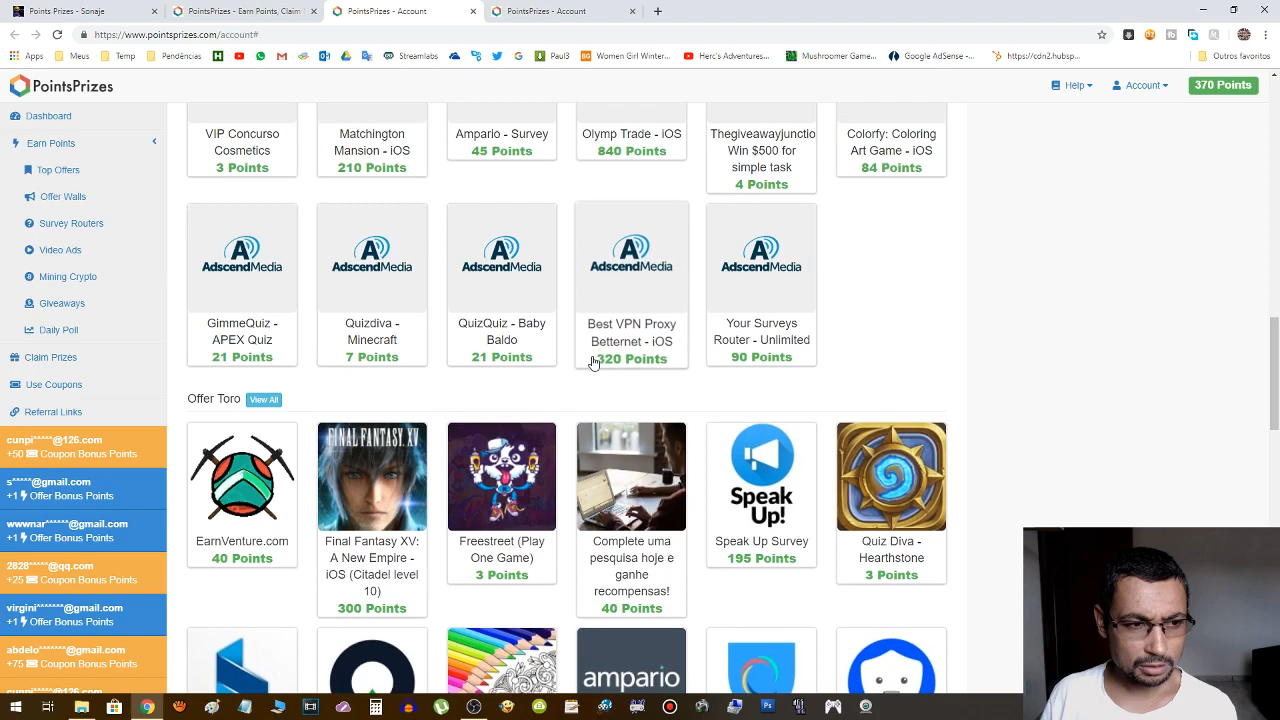 Points Prizes - Sonaje
PointsPrizes - Earn Points, Claim
PointsPrizes - Account
PointsPrizes - Account
https://www.pointsprizes.com/account#
Apps
Meus
Temp
Pendências
Streamlabs
Paul3
Women Girl Winter...
Her's Adventures...
Mushroomer Game...
Google AdSense -...
https://cdn2.hubsp...
Outros favoritos
PointsPrizes
Help
Account
370 Points
Dashboard
Earn Points
Top Offers
Offer Walls
Survey Routers
Video Ads
Mining Crypto
Giveaways
Daily Poll
Claim Prizes
Use Coupons
Referral Links
cunpi*****@126.com
+50 Coupon Bonus Points
s*****@gmail.com
+1 Offer Bonus Points
wwwnar******@gmail.com
+1 Offer Bonus Points
2828*****@qq.com
+25 Coupon Bonus Points
virgini*******@gmail.com
+1 Offer Bonus Points
abdelo*******@gmail.com
+75 Coupon Bonus Points
cunpi*****@126.com
VIP Concurso
Cosmetics
3 Points
Matchington
Mansion - iOS
210 Points
Ampario - Survey
45 Points
Olymp Trade - iOS
840 Points
Thegiveawayjunctio
Win $500 for
simple task
4 Points
Colorfy: Coloring
Art Game - iOS
84 Points
AdscendMedia
GimmeQuiz -
APEX Quiz
21 Points
AdscendMedia
Quizdiva -
Minecraft
7 Points
AdscendMedia
QuizQuiz - Baby
Baldo
21 Points
AdscendMedia
Best VPN Proxy
Betternet - iOS
320 Points
AdscendMedia
Your Surveys
Router - Unlimited
90 Points
Offer Toro View All
EarnVenture.com
40 Points
FINAL FANTASY XV
Final Fantasy XV:
A New Empire -
iOS (Citadel level
10)
300 Points
Freestreet (Play
One Game)
3 Points
Complete uma
pesquisa hoje e
ganhe
recompensas!
40 Points
Speak
Up!
Speak Up Survey
195 Points
Quiz Diva -
Hearthstone
3 Points
ampario